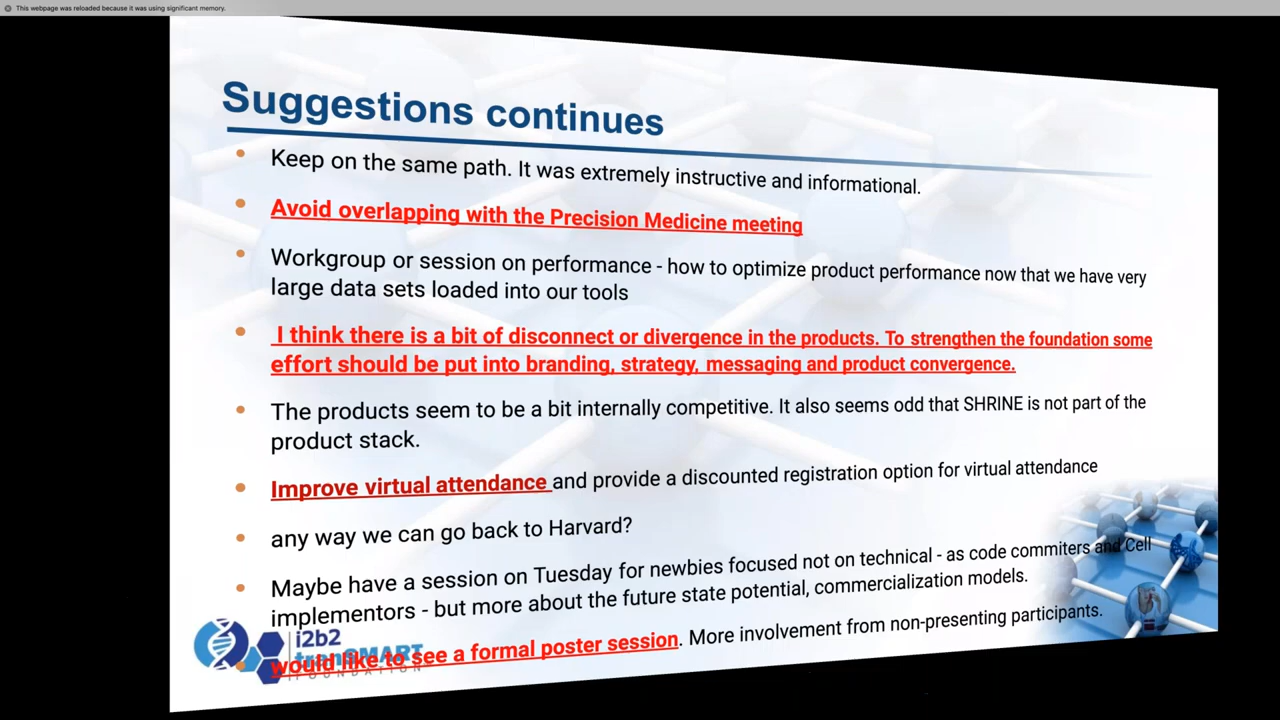 This webpage was reloaded because it was using significant memory.
Suggestions continues
Keep on the same path. It was extremely instructive and informational.
Avoid overlapping with the Precision Medicine meeting
Workgroup or session on performance - how to optimize product performance now that we have very
large data sets loaded into our tools
I think there is a bit of disconnect or divergence in the products. To strengthen the foundation some
effort should be put into branding, strategy, messaging and product convergence.
The products seem to be a bit internally competitive. It also seems odd that SHRINE is not part of the
product stack.
Improve virtual attendance and provide a discounted registration option for virtual attendance
any way we can go back to Harvard?
Maybe have a session on Tuesday for newbies focused not on technical - as code commiters and Cell
implementors - but more about the future state potential, commercialization models.
would like to see a formal poster session. More involvement from non-presenting participants.
i2b2
tranSMART
FOUNDATION